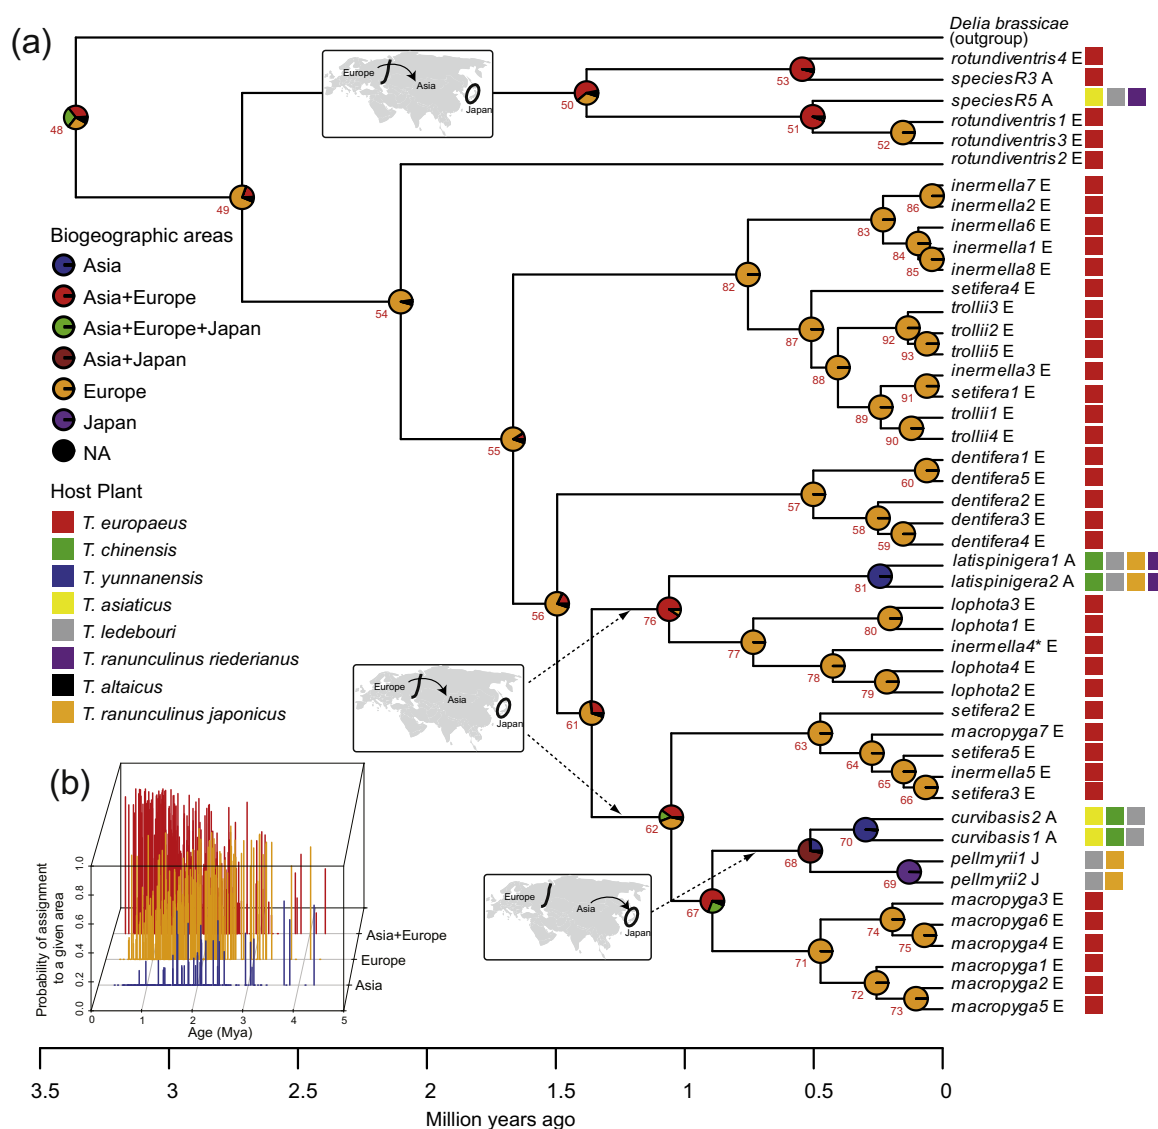 (a)
Delia brassicae
(outgroup)
rotundiventris4 E
speciesR3 A
speciesR5 A
rotundiventris1 E
rotundiventris3 E
rotundiventris2 E
inermella7 E
inermella2 E
inermella6 E
inermella1 E
inermella8 E
setifera4 E
trollii3 E
trollii2 E
trollii5 E
inermella3 E
setifera1 E
trollii1 E
trollii4 E
dentifera1 E
dentifera5 E
dentifera2 E
dentifera3 E
dentifera4 E
latispinigera1 A
latispinigera2 A
lophota3 E
lophota1 E
inermella4* E
lophota4 E
lophota2 E
setifera2 E
macropyga7 E
setifera5 E
inermella5 E
setifera3 E
curvibasis2 A
curvibasis1 A
pellmyrii1 J
pellmyrii2 J
macropyga3 E
macropyga6 E
macropyga4 E
macropyga1 E
macropyga2 E
macropyga5 E
48
49
50
53
51
52
54
55
82
83
86
84
85
87
92
93
88
91
89
90
57
60
58
59
56
61
76
81
77
80
78
79
62
63
64
65
66
67
68
70
69
71
74
75
72
73
Europe
Asia
Japan
Europe
Asia
Japan
Europe
Asia
Japan
Biogeographic areas
Asia
Asia+Europe
Asia+Europe+Japan
Asia+Japan
Europe
Japan
NA
Host Plant
T. europaeus
T. chinensis
T. yunnanensis
T. asiaticus
T. ledebouri
T. ranunculinus riederianus
T. altaicus
T. ranunculinus japonicus
(b)
Probability of assignment
to a given area
1.0
0.8
0.6
0.4
0.2
0.0
Asia+Europe
Europe
Asia
0 1 2 3 4 5
Age (Mya)
3.5 3 2 1.5 1 0.5 0
Million years ago